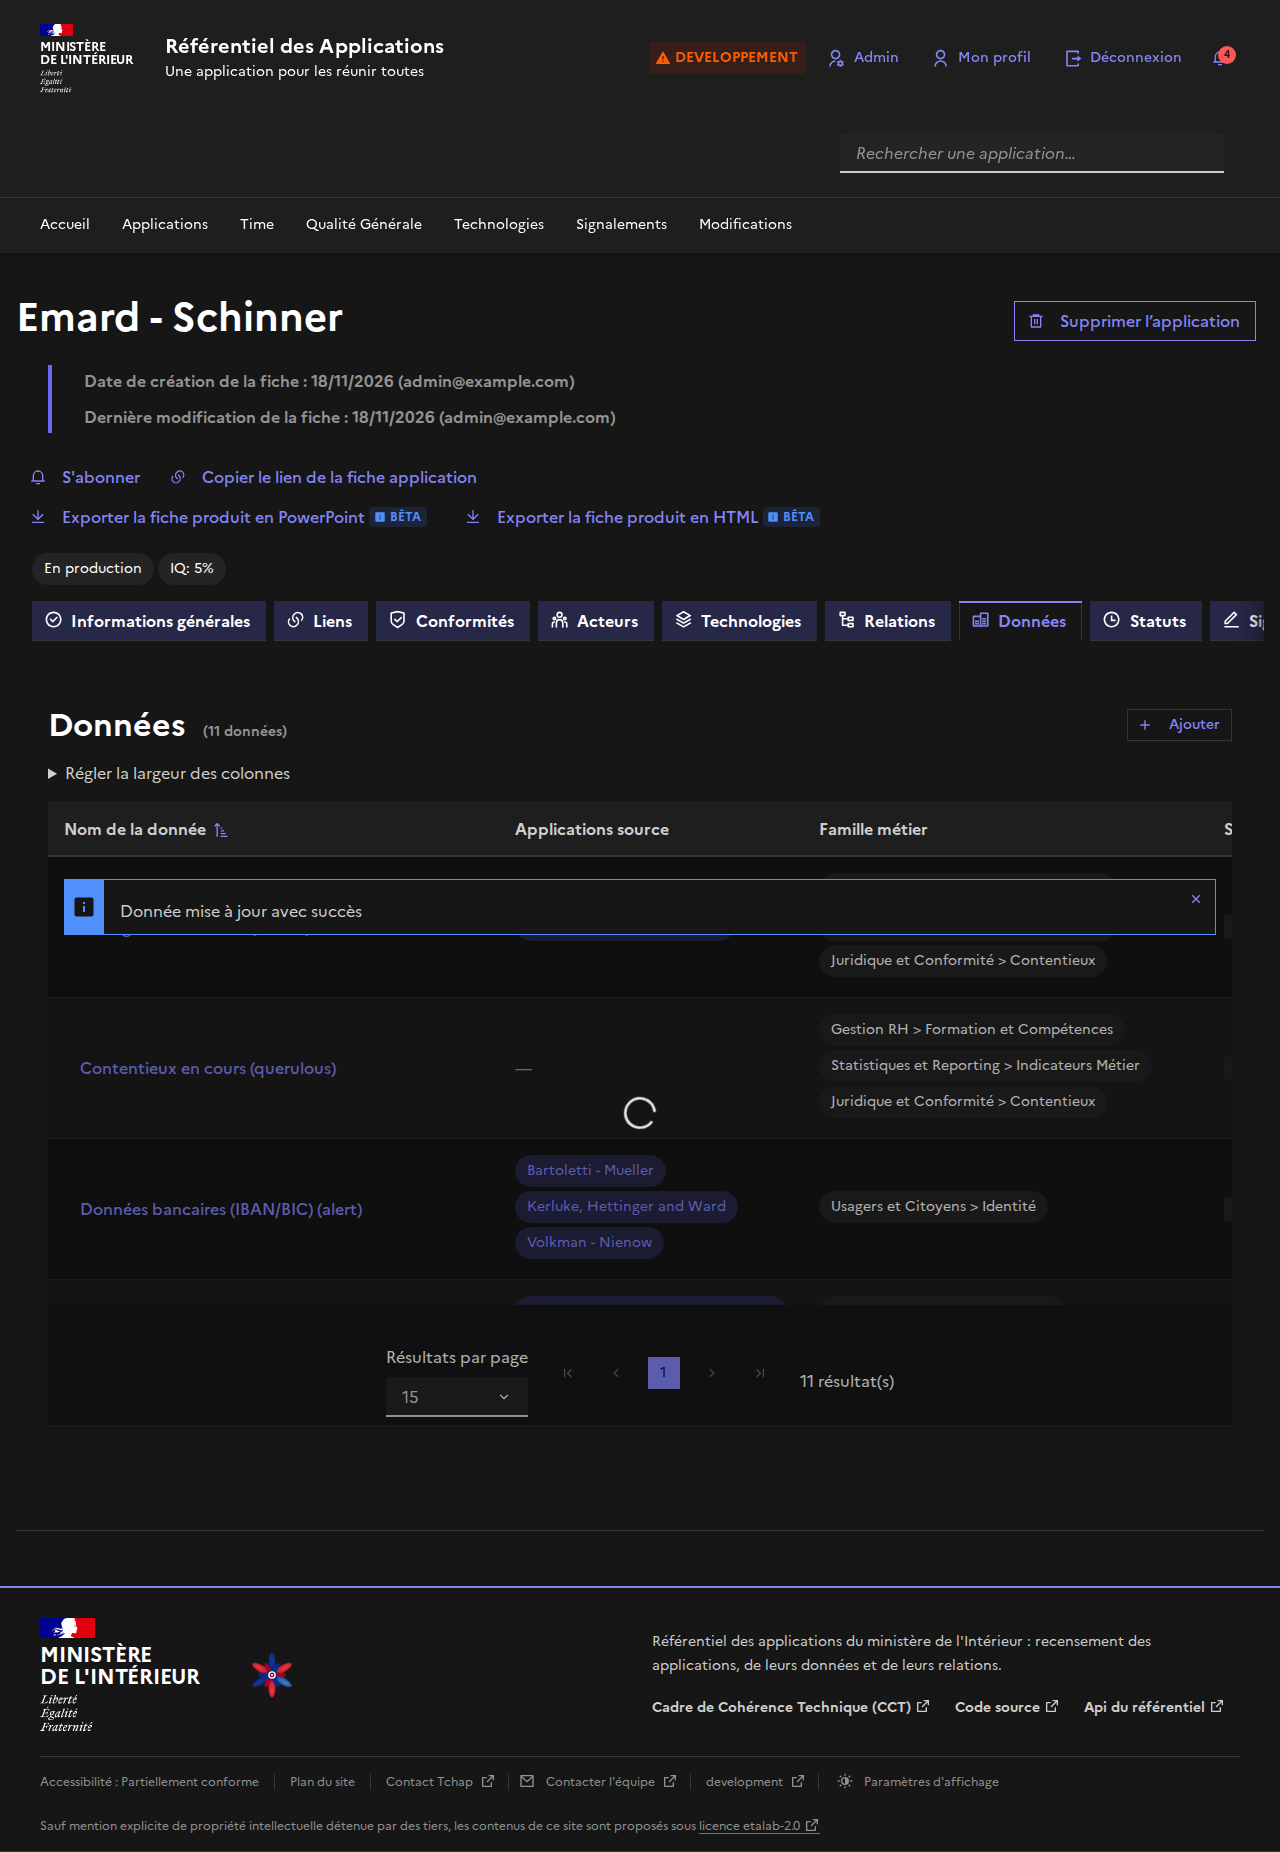 MINISTÈRE
DE L'INTÉRIEUR
Liberté
Égalité
Fraternité
Référentiel des Applications
Une application pour les réunir toutes
DEVELOPPEMENT
Admin
Mon profil
Déconnexion
4
Rechercher une application…
Accueil
Applications
Time
Qualité Générale
Technologies
Signalements
Modifications
Emard - Schinner
Supprimer l’application
Date de création de la fiche : 18/11/2026 (admin@example.com)
Dernière modification de la fiche : 18/11/2026 (admin@example.com)
S'abonner
Copier le lien de la fiche application
Exporter la fiche produit en PowerPoint BÊTA
Exporter la fiche produit en HTML BÊTA
En production
IQ: 5%
Informations générales
Liens
Conformités
Acteurs
Technologies
Relations
Données
Statuts
Données
(11 données)
Ajouter
Régler la largeur des colonnes
Nom de la donnée
Applications source
Famille métier
S
Donnée mise à jour avec succès
Juridique et Conformité > Contentieux
Contentieux en cours (querulous)
—
Gestion RH > Formation et Compétences
Statistiques et Reporting > Indicateurs Métier
Juridique et Conformité > Contentieux
Données bancaires (IBAN/BIC) (alert)
Bartoletti - Mueller
Kerluke, Hettinger and Ward
Volkman - Nienow
Usagers et Citoyens > Identité
Résultats par page
15
1
11 résultat(s)
MINISTÈRE
DE L'INTÉRIEUR
Liberté
Égalité
Fraternité
Référentiel des applications du ministère de l'Intérieur : recensement des
applications, de leurs données et de leurs relations.
Cadre de Cohérence Technique (CCT)
Code source
Api du référentiel
Accessibilité : Partiellement conforme
Plan du site
Contact Tchap
Contacter l'équipe
development
Paramètres d'affichage
Sauf mention explicite de propriété intellectuelle détenue par des tiers, les contenus de ce site sont proposés sous licence etalab-2.0